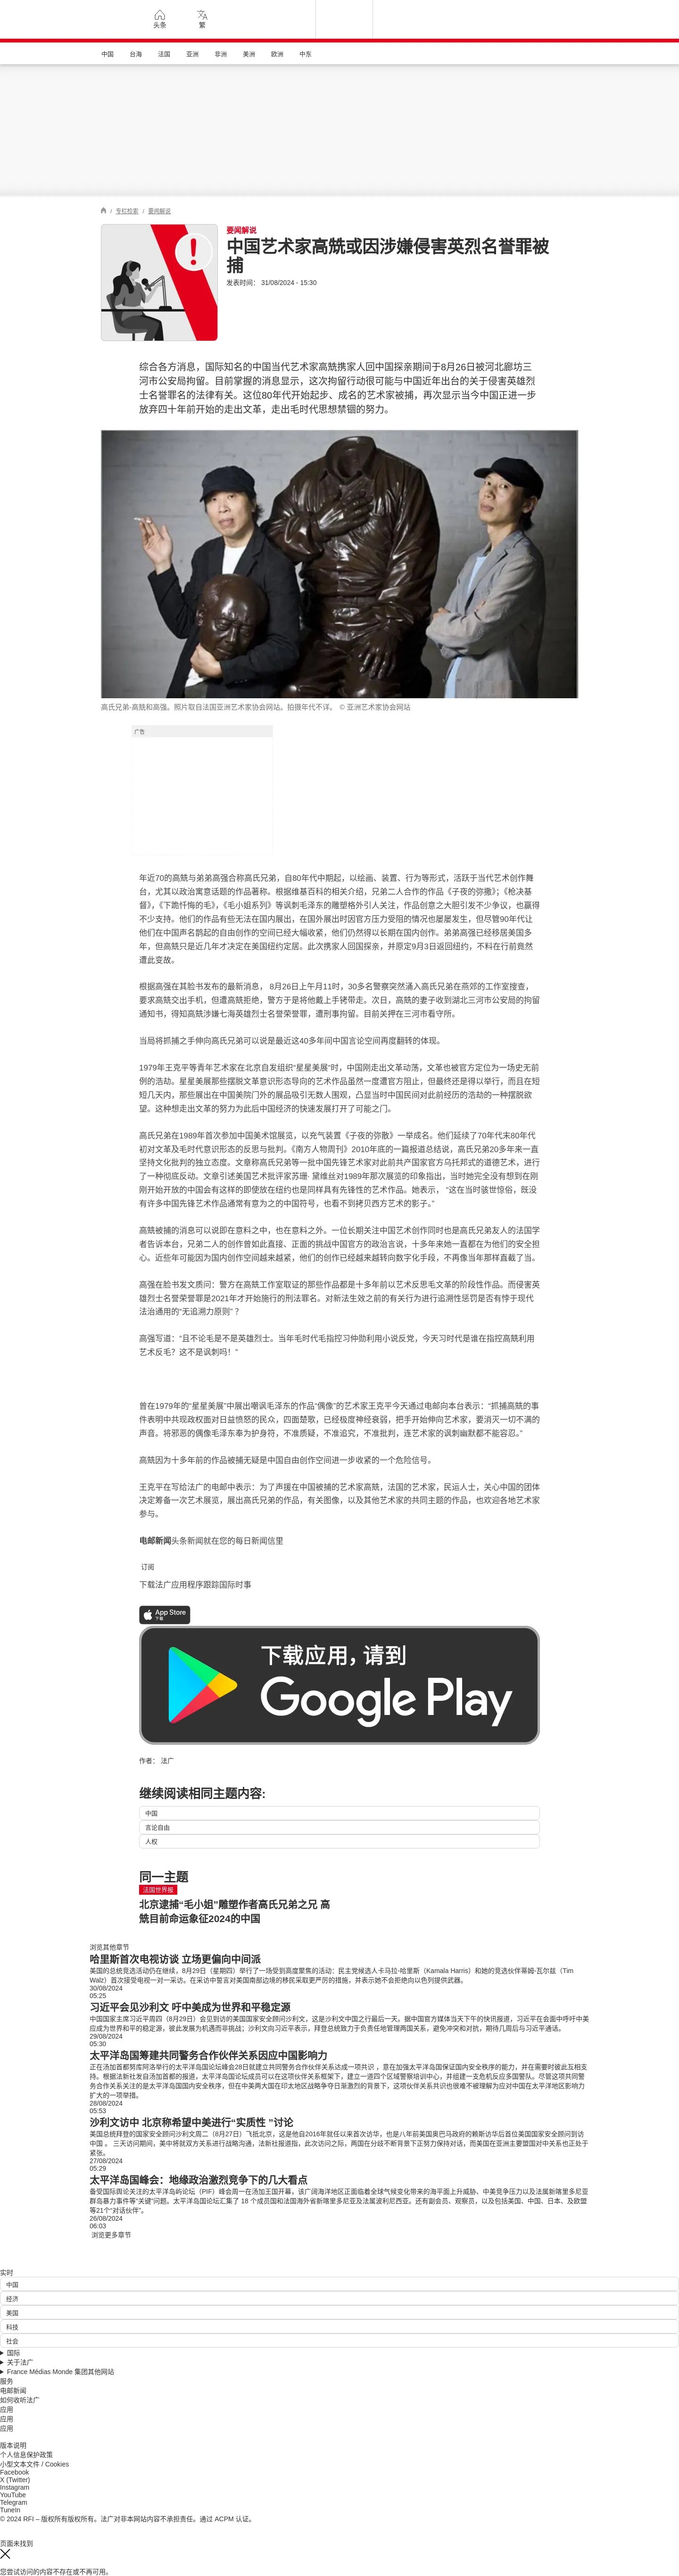 头条
繁
中国
台海
法国
亚洲
非洲
美洲
欧洲
中东
/ 专栏检索 / 要闻解说
要闻解说
中国艺术家高兟或因涉嫌侵害英烈名誉罪被
捕
发表时间： 31/08/2024 - 15:30
综合各方消息，国际知名的中国当代艺术家高兟携家人回中国探亲期间于8月26日被河北廊坊三
河市公安局拘留。目前掌握的消息显示，这次拘留行动很可能与中国近年出台的关于侵害英雄烈
士名誉罪名的法律有关。这位80年代开始起步、成名的艺术家被捕，再次显示当今中国正进一步
放弃四十年前开始的走出文革，走出毛时代思想禁锢的努力。
高氏兄弟-高兟和高强。照片取自法国亚洲艺术家协会网站。拍摄年代不详。 © 亚洲艺术家协会网站
广告
年近70的高兟与弟弟高强合称高氏兄弟，自80年代中期起，以绘画、装置、行为等形式，活跃于当代艺术创作舞
台，尤其以政治寓意话题的作品著称。根据维基百科的相关介绍，兄弟二人合作的作品《子夜的弥撒》；《枪决基
督》，《下跪忏悔的毛》，《毛小姐系列》等讽刺毛泽东的雕塑格外引人关注，作品创意之大胆引发不少争议，也赢得
不少支持。他们的作品有些无法在国内展出，在国外展出时因官方压力受阻的情况也屡屡发生，但尽管90年代让
他们在中国声名鹊起的自由创作的空间已经大幅收紧，他们仍然得以长期在国内创作。弟弟高强已经移居美国多
年，但高兟只是近几年才决定在美国纽约定居。此次携家人回国探亲，并原定9月3日返回纽约，不料在行前竟然
遭此变故。
根据高强在其脸书发布的最新消息， 8月26日上午月11时，30多名警察突然涌入高氏兄弟在燕郊的工作室搜查，
要求高兟交出手机，但遭高兟拒绝，警方于是将他戴上手铐带走。次日，高兟的妻子收到湖北三河市公安局的拘留
通知书，得知高兟涉嫌七海英雄烈士名誉荣誉罪，遭刑事拘留。目前关押在三河市看守所。
当局将抓捕之手伸向高氏兄弟可以说是最近这40多年间中国言论空间再度翻转的体现。
1979年王克平等青年艺术家在北京自发组织"星星美展"时，中国刚走出文革动荡，文革也被官方定位为一场史无前
例的浩劫。星星美展那些摆脱文革意识形态导向的艺术作品虽然一度遭官方阻止，但最终还是得以举行，而且在短
短几天内，那些展出在中国美院门外的展品吸引无数人围观，凸显当时中国民间对此前经历的浩劫的一种摆脱欲
望。这种想走出文革的努力为此后中国经济的快速发展打开了可能之门。
高氏兄弟在1989年首次参加中国美术馆展览，以充气装置《子夜的弥散》一举成名。他们延续了70年代末80年代
初对文革及毛时代意识形态的反思与批判。《南方人物周刊》2010年底的一篇报道总结说，高氏兄弟20多年来一直
坚持文化批判的独立态度。文章称高氏兄弟等一批中国先锋艺术家对此前共产国家官方乌托邦式的道德艺术，进行
了一种彻底反动。文章引述美国艺术批评家苏珊· 黛维丝对1989年那次展览的印象指出，当时她完全没有想到在刚
刚开始开放的中国会有这样的即使放在纽约也是同样具有先锋性的艺术作品。她表示，“这在当时骇世惊俗，既没
有许多中国先锋艺术作品通常有意为之的中国符号，也看不到拷贝西方艺术的影子。”
高兟被捕的消息可以说即在意料之中，也在意料之外。一位长期关注中国艺术创作同时也是高氏兄弟友人的法国学
者告诉本台，兄弟二人的创作曾如此直接、正面的挑战中国官方的政治言说，十多年来她一直都在为他们的安全担
心。近些年可能因为国内创作空间越来越紧，他们的创作已经越来越转向数字化手段，不再像当年那样直截了当。
高强在脸书发文质问：警方在高兟工作室取证的那些作品都是十多年前以艺术反思毛文革的阶段性作品。而侵害英
雄烈士名誉荣誉罪是2021年才开始施行的刑法罪名。对新法生效之前的有关行为进行追溯性惩罚是否有悖于现代
法治通用的“无追溯力原则”？
高强写道：“且不论毛是不是英雄烈士。当年毛时代毛指控习仲勋利用小说反党，今天习时代是谁在指控高兟利用
艺术反毛？这不是讽刺吗！”
曾在1979年的“星星美展”中展出嘲讽毛泽东的作品“偶像”的艺术家王克平今天通过电邮向本台表示：“抓捕高兟的事
件表明中共现政权面对日益愤怒的民众，四面楚歌，已经极度神经衰弱，把手开始伸向艺术家，要消灭一切不满的
声音。将邪恶的偶像毛泽东奉为护身符，不准质疑，不准追究，不准批判，连艺术家的讽刺幽默都不能容忍。”
高兟因为十多年前的作品被捕无疑是中国自由创作空间进一步收紧的一个危险信号。
王克平在写给法广的电邮中表示：为了声援在中国被捕的艺术家高兟，法国的艺术家，民运人士，关心中国的团体
决定筹备一次艺术展览，展出高氏兄弟的作品，有关图像，以及其他艺术家的共同主题的作品，也欢迎各地艺术家
参与。
电邮新闻头条新闻就在您的每日新闻信里
订阅
下载法广应用程序跟踪国际时事
App Store
下载
下载应用，请到
Google Play
作者： 法广
继续阅读相同主题内容:
中国
言论自由
人权
同一主题
法国世界报
北京逮捕“毛小姐”雕塑作者高氏兄弟之兄 高
兟目前命运象征2024的中国
浏览其他章节
哈里斯首次电视访谈 立场更偏向中间派
美国的总统竞选活动仍在继续，8月29日（星期四）举行了一场受到高度聚焦的活动：民主党候选人卡马拉-哈里斯（Kamala Harris）和她的竞选伙伴蒂姆-瓦尔兹（Tim
Walz）首次接受电视一对一采访。在采访中誓言对美国南部边境的移民采取更严厉的措施，并表示她不会拒绝向以色列提供武器。
30/08/2024
05:25
习近平会见沙利文 吁中美成为世界和平稳定源
中国国家主席习近平周四（8月29日）会见到访的美国国家安全顾问沙利文，这是沙利文中国之行最后一天。据中国官方媒体当天下午的快讯报道，习近平在会面中呼吁中美
应成为世界和平的稳定源，彼此发展为机遇而非挑战；沙利文向习近平表示，拜登总统致力于负责任地管理两国关系，避免冲突和对抗，期待几周后与习近平通话。
29/08/2024
05:30
太平洋岛国筹建共同警务合作伙伴关系因应中国影响力
正在汤加首都努库阿洛举行的太平洋岛国论坛峰会28日就建立共同警务合作伙伴关系达成一项共识 ，意在加强太平洋岛国保证国内安全秩序的能力，并在需要时彼此互相支
持。根据法新社发自汤加首都的报道，太平洋岛国论坛成员可以在这项伙伴关系框架下，建立一道四个区域警察培训中心，并组建一支危机反应多国警队。尽管这项共同警
务合作关系关注的是太平洋岛国国内安全秩序，但在中美两大国在印太地区战略争夺日渐激烈的背景下，这项伙伴关系共识也很难不被理解为应对中国在太平洋地区影响力
扩大的一项举措。
28/08/2024
05:53
沙利文访中 北京称希望中美进行“实质性 ”讨论
美国总统拜登的国家安全顾问沙利文周二（8月27日）飞抵北京，这是他自2016年就任以来首次访华，也是八年前美国奥巴马政府的赖斯访华后首位美国国家安全顾问到访
中国 。 三天访问期间，美中将就双方关系进行战略沟通，法新社报道指，此次访问之际，两国在分歧不断背景下正努力保持对话，而美国在亚洲主要盟国对中关系也正处于
紧张。
27/08/2024
05:29
太平洋岛国峰会：地缘政治激烈竞争下的几大看点
备受国际舆论关注的太平洋岛屿论坛（PIF）峰会周一在汤加王国开幕，该广阔海洋地区正面临着全球气候变化带来的海平面上升威胁、中美竞争压力以及法属新喀里多尼亚
群岛暴力事件等“关键”问题。太平洋岛国论坛汇集了 18 个成员国和法国海外省新喀里多尼亚及法属波利尼西亚。还有副会员、观察员，以及包括美国、中国、日本、及欧盟
等21个“对话伙伴”。
26/08/2024
06:03
浏览更多章节
实时
中国
经济
美国
科技
社会
国际
关于法广
France Médias Monde 集团其他网站
服务
电邮新闻
如何收听法广
应用
应用
应用
版本说明
个人信息保护政策
小型文本文件 / Cookies
Facebook
X (Twitter)
Instagram
YouTube
Telegram
TuneIn
© 2024 RFI – 版权所有版权所有。法广对非本网站内容不承担责任。通过 ACPM 认证。
页面未找到
您尝试访问的内容不存在或不再可用。